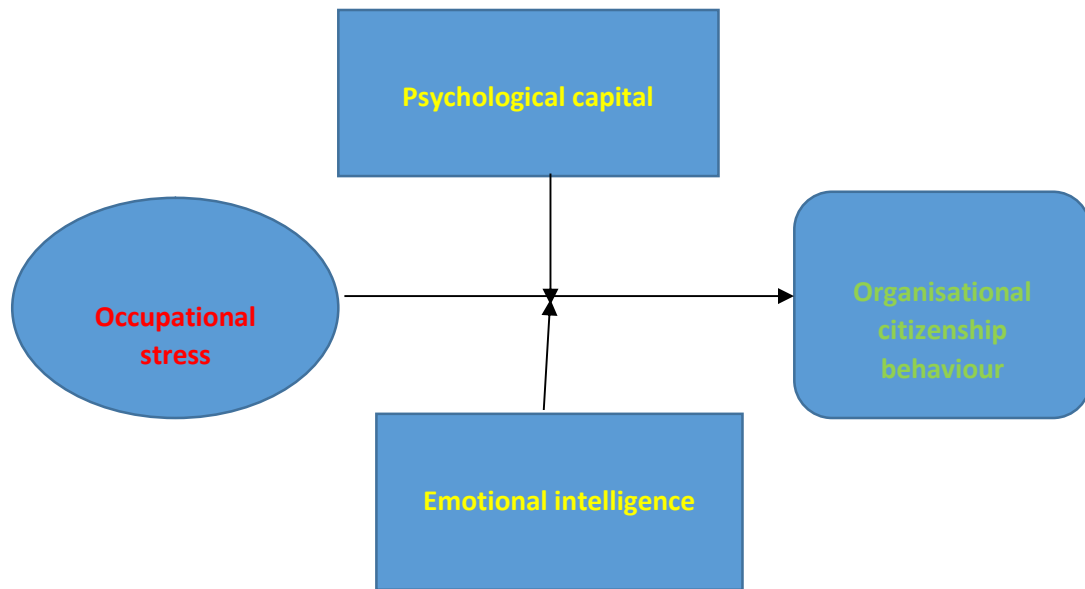 Psychological capital
Occupational
stress
Organisational
citizenship
behaviour
Emotional intelligence